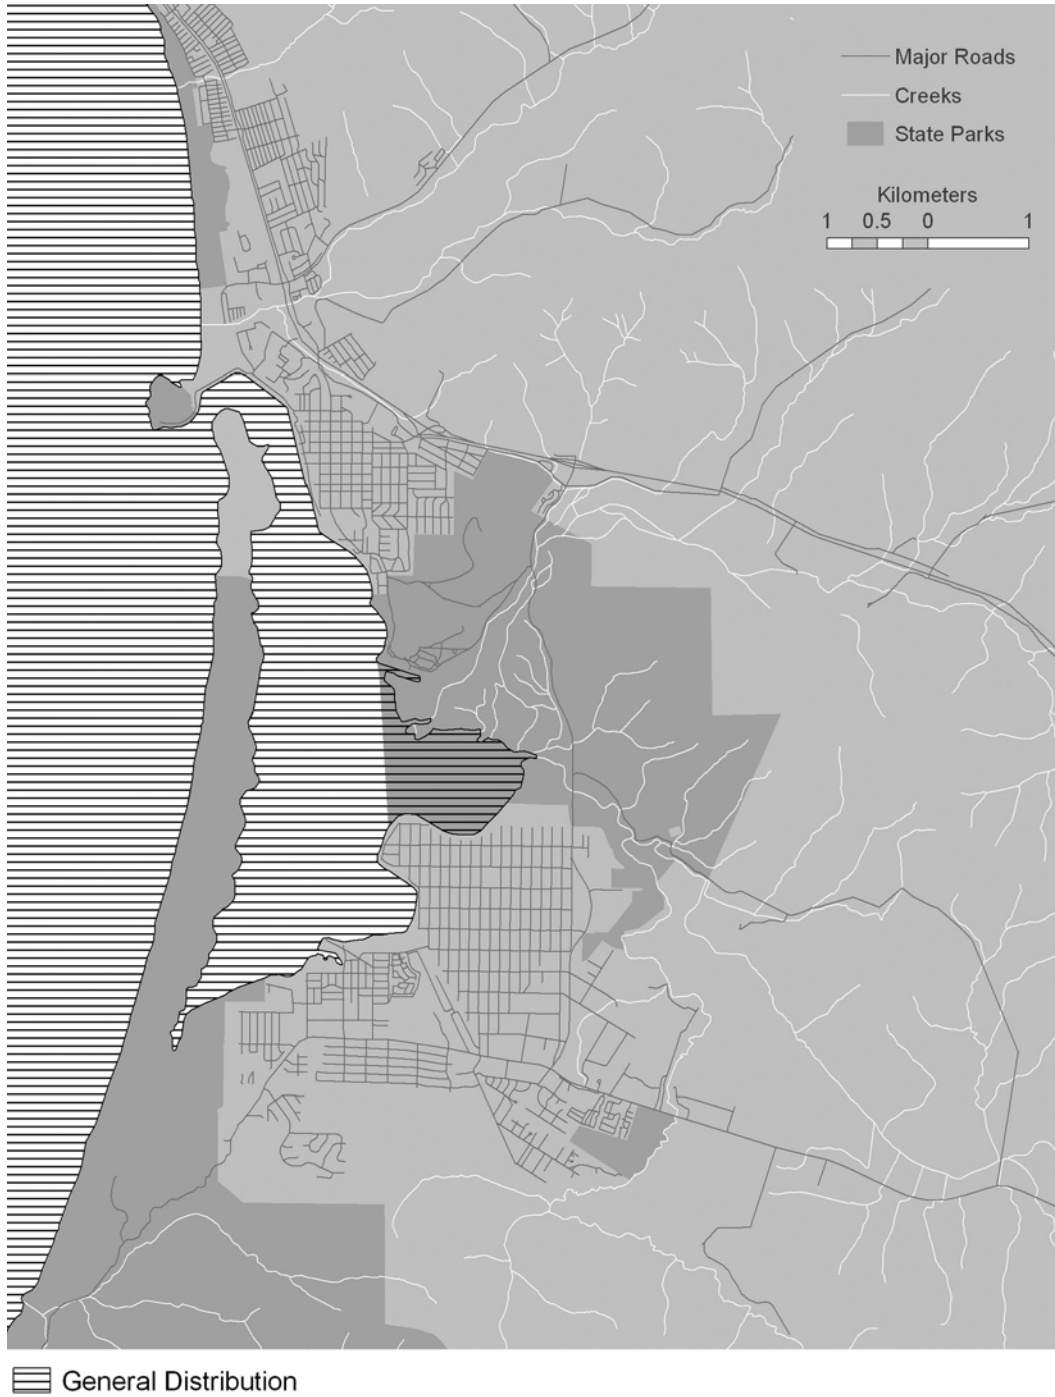 Major Roads
Creeks
State Parks
Kilometers
1 0.5 0 1
General Distribution